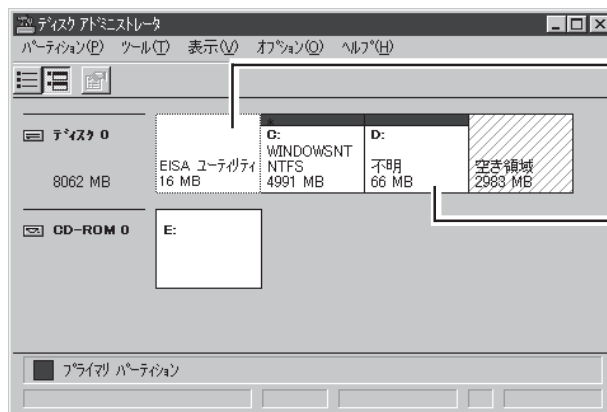 ディスク アドミニストレータ
パーティション(P) ツール(T) 表示(V) オプション(O) ヘルプ(H)
ディスク 0
8062 MB
EISA ユーティリティ
16 MB
C:
WINDOWSNT
NTFS
4991 MB
D:
不明
66 MB
空き領域
2983 MB
CD-ROM 0
E:
プライマリ パーティション